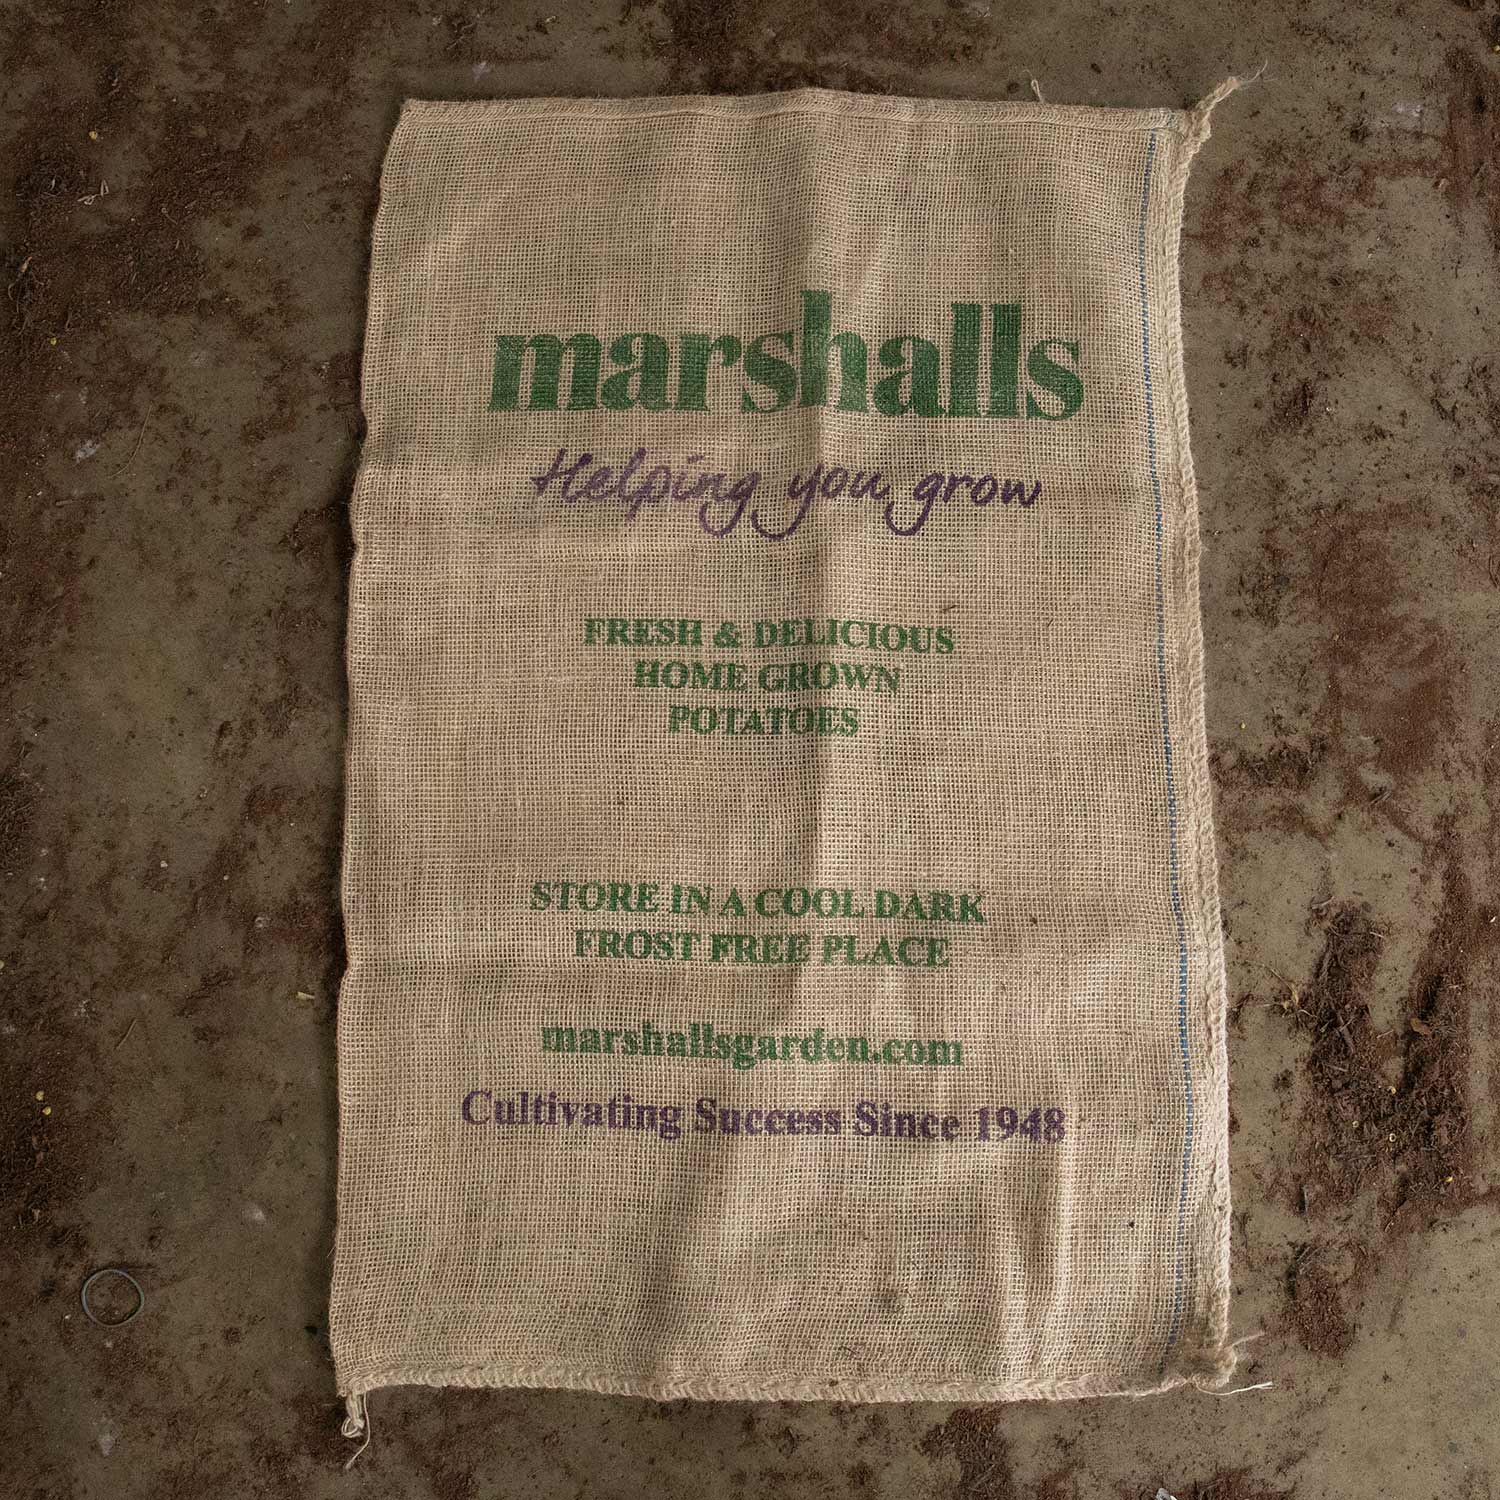 marshalls
Helping you grow
FRESH & DELICIOUS
HOME GROWN
POTATOES
STORE IN A COOL DARK
FROST FREE PLACE
marshallsgarden.com
Cultivating Success Since 1948